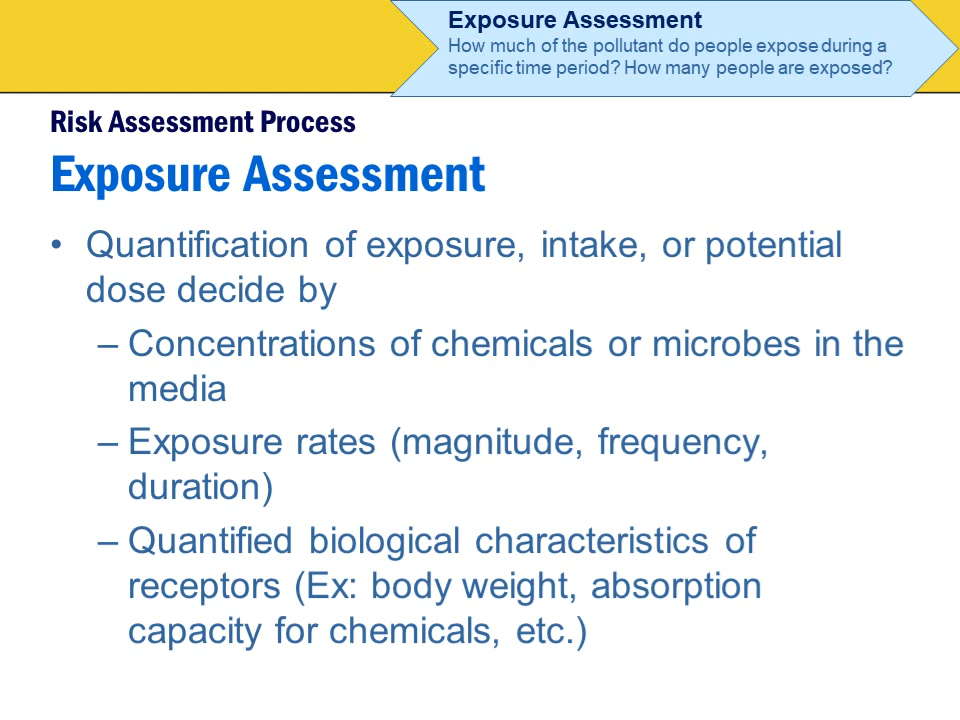 Exposure Assessment
How much of the pollutant do people expose during a
specific time period? How many people are exposed?
Risk Assessment Process
Exposure Assessment
• Quantification of exposure, intake, or potential
dose decide by
– Concentrations of chemicals or microbes in the
media
– Exposure rates (magnitude, frequency,
duration)
– Quantified biological characteristics of
receptors (Ex: body weight, absorption
capacity for chemicals, etc.)